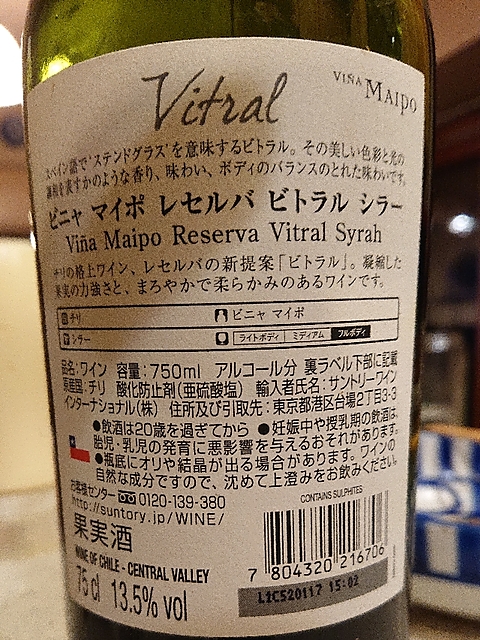 Vitral
VIÑA MAIPO
スペイン語で"ステンドグラス"を意味するビトラル。その美しい色彩と光の
調和を表すかのような香り、味わい、ボディのバランスのとれた味わいです。
ビニャ マイポ レセルバ ビトラル シラー
Viña Maipo Reserva Vitral Syrah
チリの格上ワイン、レセルバの新提案「ビトラル」。凝縮した
果実の力強さと、まろやかで柔らかみのあるワインです。
チリ ビニャ マイポ
シラー ライトボディ ミディアム フルボディ
品名:ワイン 容量:750ml アルコール分 裏ラベル下部に記載
原産国:チリ 酸化防止剤(亜硫酸塩) 輸入者氏名:サントリーワイン
インターナショナル(株) 住所及び引取先:東京都港区台場2丁目3-3
●飲酒は20歳を過ぎてから ●妊娠中や授乳期の飲酒は、
胎児・乳児の発育に悪影響を与えるおそれがあります。
●瓶底にオリや結晶が出る場合があります。ワインの
自然な成分ですので、沈めて上澄みをお飲みください。
お客様センター 0120-139-380
http://suntory.jp/WINE/
果実酒
CONTAINS SULPHITES
WINE OF CHILE - CENTRAL VALLEY
75 cl 13.5% vol
7 804320 216706
L2C520117 15:02